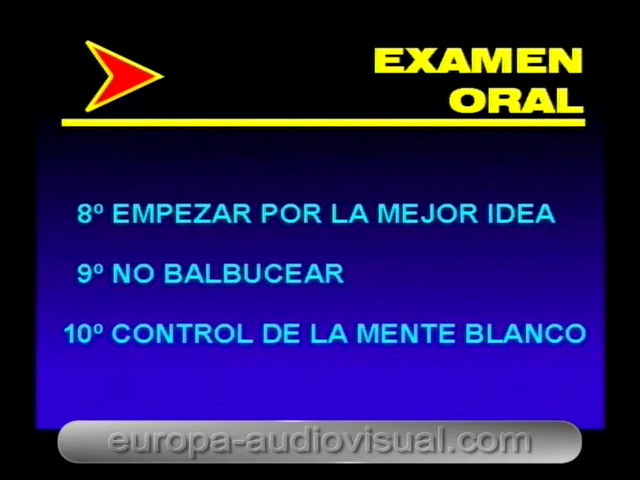 EXAMEN
ORAL
8º EMPEZAR POR LA MEJOR IDEA
9º NO BALBUCEAR
10º CONTROL DE LA MENTE BLANCO
europa-audiovisual.com